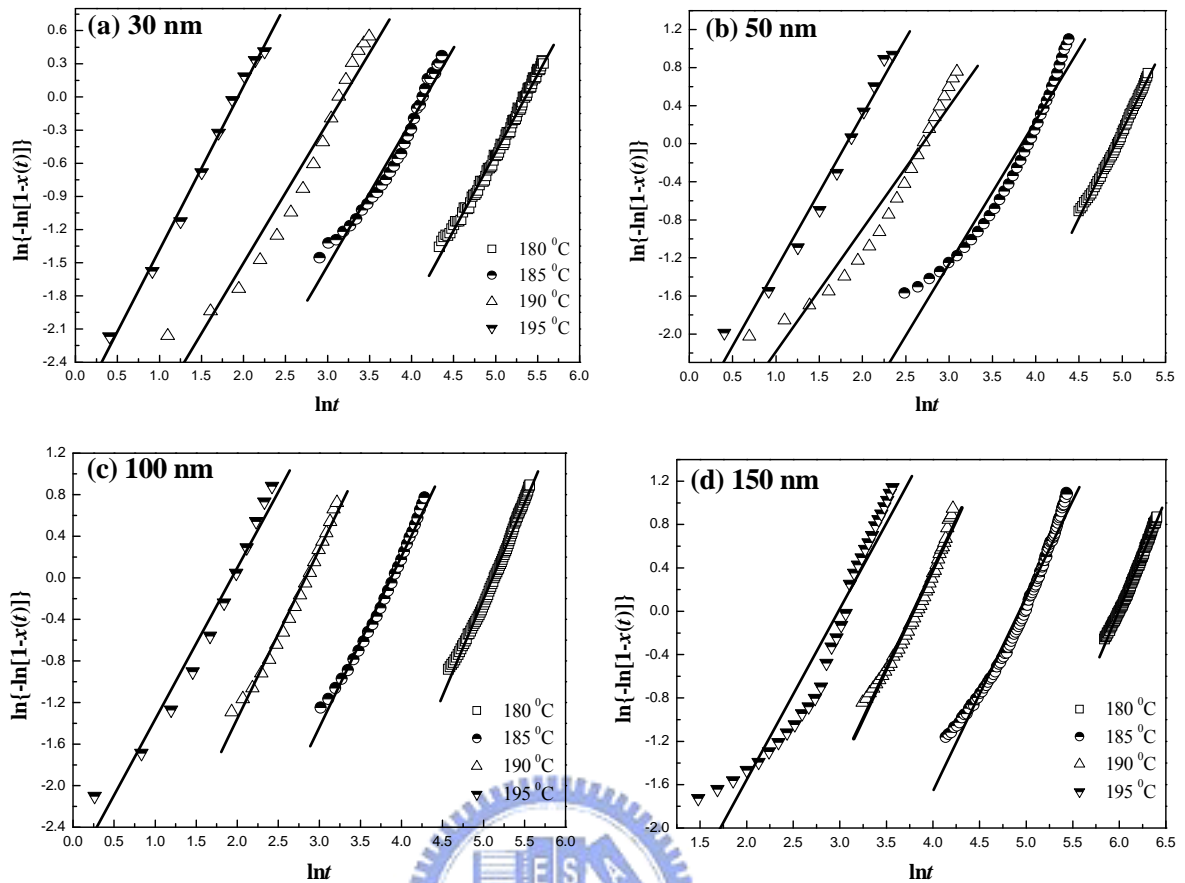 (a) 30 nm
0.6
0.3
0.0
-0.3
-0.6
-0.9
-1.2
-1.5
-1.8
-2.1
-2.4
ln{-ln[1-x(t)]}
0.0 0.5 1.0 1.5 2.0 2.5 3.0 3.5 4.0 4.5 5.0 5.5 6.0
lnt
180 ⁰C
185 ⁰C
190 ⁰C
195 ⁰C
(b) 50 nm
1.2
0.8
0.4
0.0
-0.4
-0.8
-1.2
-1.6
-2.0
ln{-ln[1-x(t)]}
0.0 0.5 1.0 1.5 2.0 2.5 3.0 3.5 4.0 4.5 5.0 5.5
lnt
180 ⁰C
185 ⁰C
190 ⁰C
195 ⁰C
(c) 100 nm
1.2
0.8
0.4
0.0
-0.4
-0.8
-1.2
-1.6
-2.0
-2.4
ln{-ln[1-x(t)]}
0.0 0.5 1.0 1.5 2.0 2.5 3.0 3.5 4.0 4.5 5.0 5.5 6.0
lnt
180 ⁰C
185 ⁰C
190 ⁰C
195 ⁰C
(d) 150 nm
1.2
0.8
0.4
0.0
-0.4
-0.8
-1.2
-1.6
-2.0
ln{-ln[1-x(t)]}
1.5 2.0 2.5 3.0 3.5 4.0 4.5 5.0 5.5 6.0 6.5
lnt
180 ⁰C
185 ⁰C
190 ⁰C
195 ⁰C
E S A